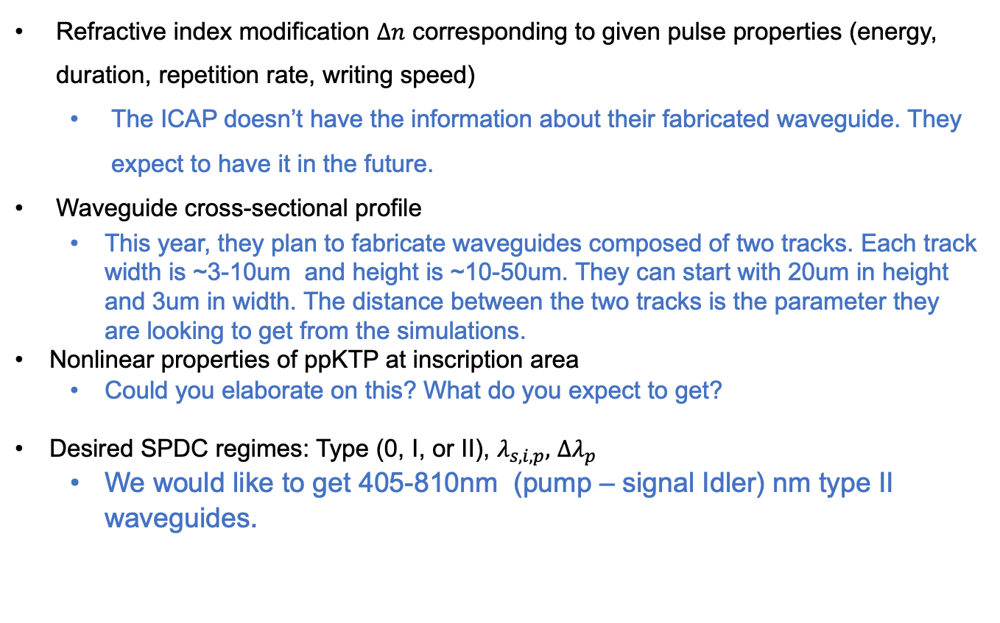 • Refractive index modification Δn corresponding to given pulse properties (energy,
duration, repetition rate, writing speed)
• The ICAP doesn’t have the information about their fabricated waveguide. They
expect to have it in the future.
• Waveguide cross-sectional profile
• This year, they plan to fabricate waveguides composed of two tracks. Each track
width is ~3-10um  and height is ~10-50um. They can start with 20um in height
and 3um in width. The distance between the two tracks is the parameter they
are looking to get from the simulations.
• Nonlinear properties of ppKTP at inscription area
• Could you elaborate on this? What do you expect to get?
• Desired SPDC regimes: Type (0, I, or II), λs,i,p, Δλp
• We would like to get 405-810nm  (pump – signal Idler) nm type II
waveguides.